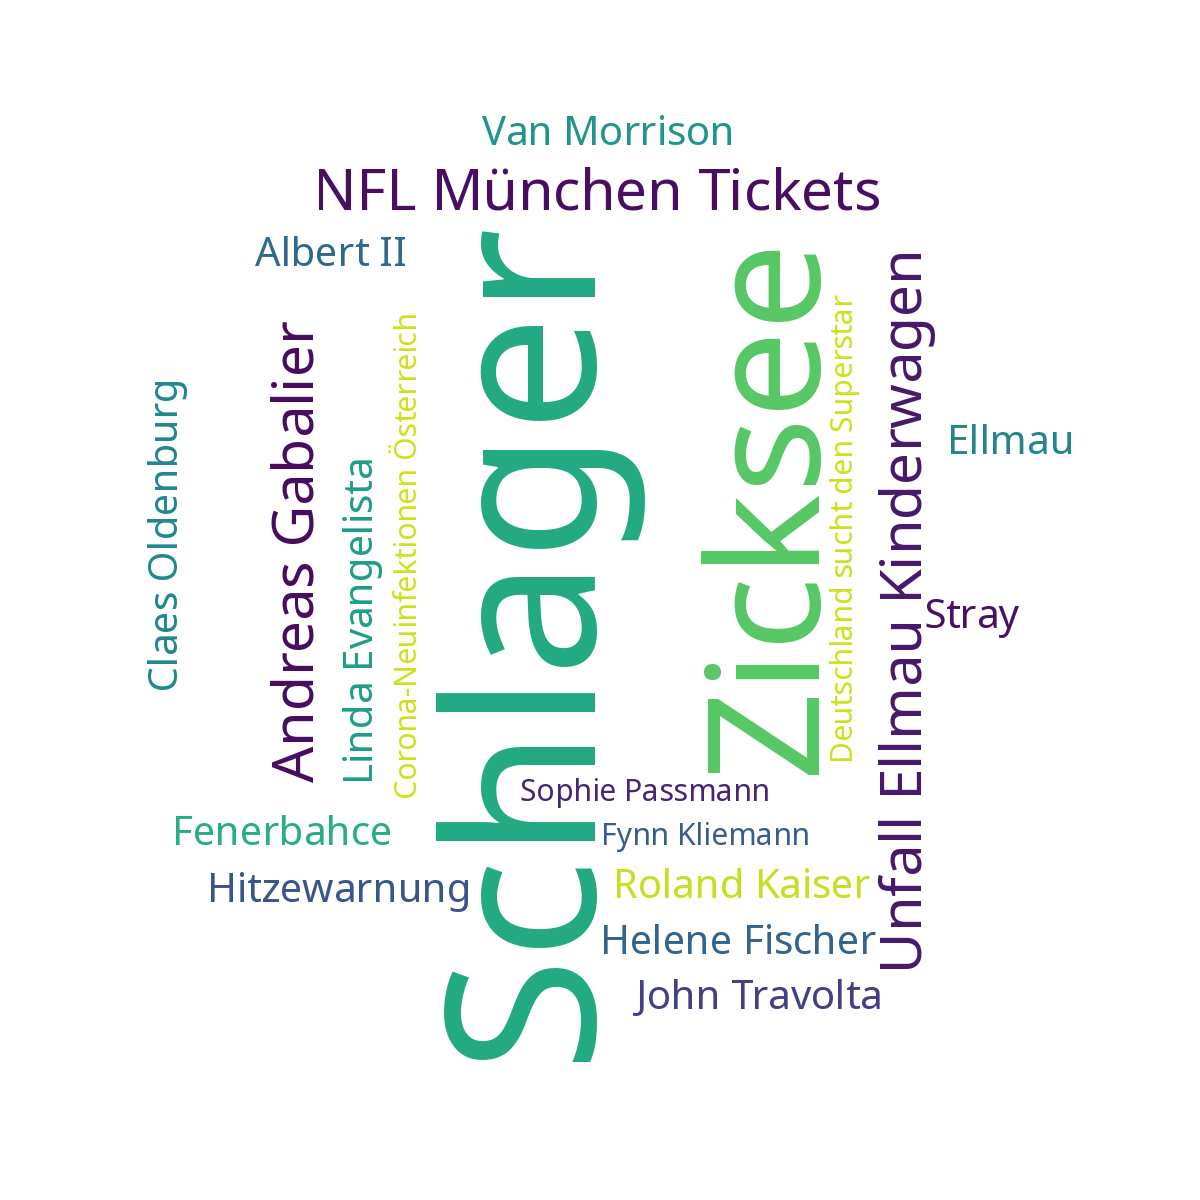 Van Morrison
NFL München Tickets
Albert II
Schlager
Zicksee
Unfall Ellmau Kinderwagen
Deutschland sucht den Superstar
Corona-Neuinfektionen Österreich
Andreas Gabalier
Linda Evangelista
Claes Oldenburg
Ellmau
Stray
Sophie Passmann
Fenerbahce
Fynn Kliemann
Hitzewarnung
Roland Kaiser
Helene Fischer
John Travolta